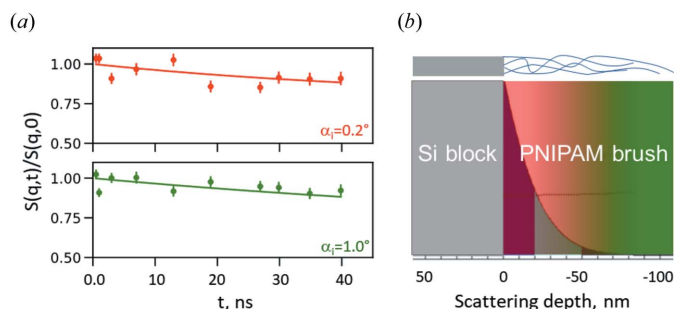 (a)
(b)
1.00
0.75
0.50
αi=0.2°
1.00
0.75
0.50
αi=1.0°
S(q,t)/S(q,0)
0.0 10 20 30 40
t, ns
Si block PNIPAM brush
50 0 -50 -100
Scattering depth, nm